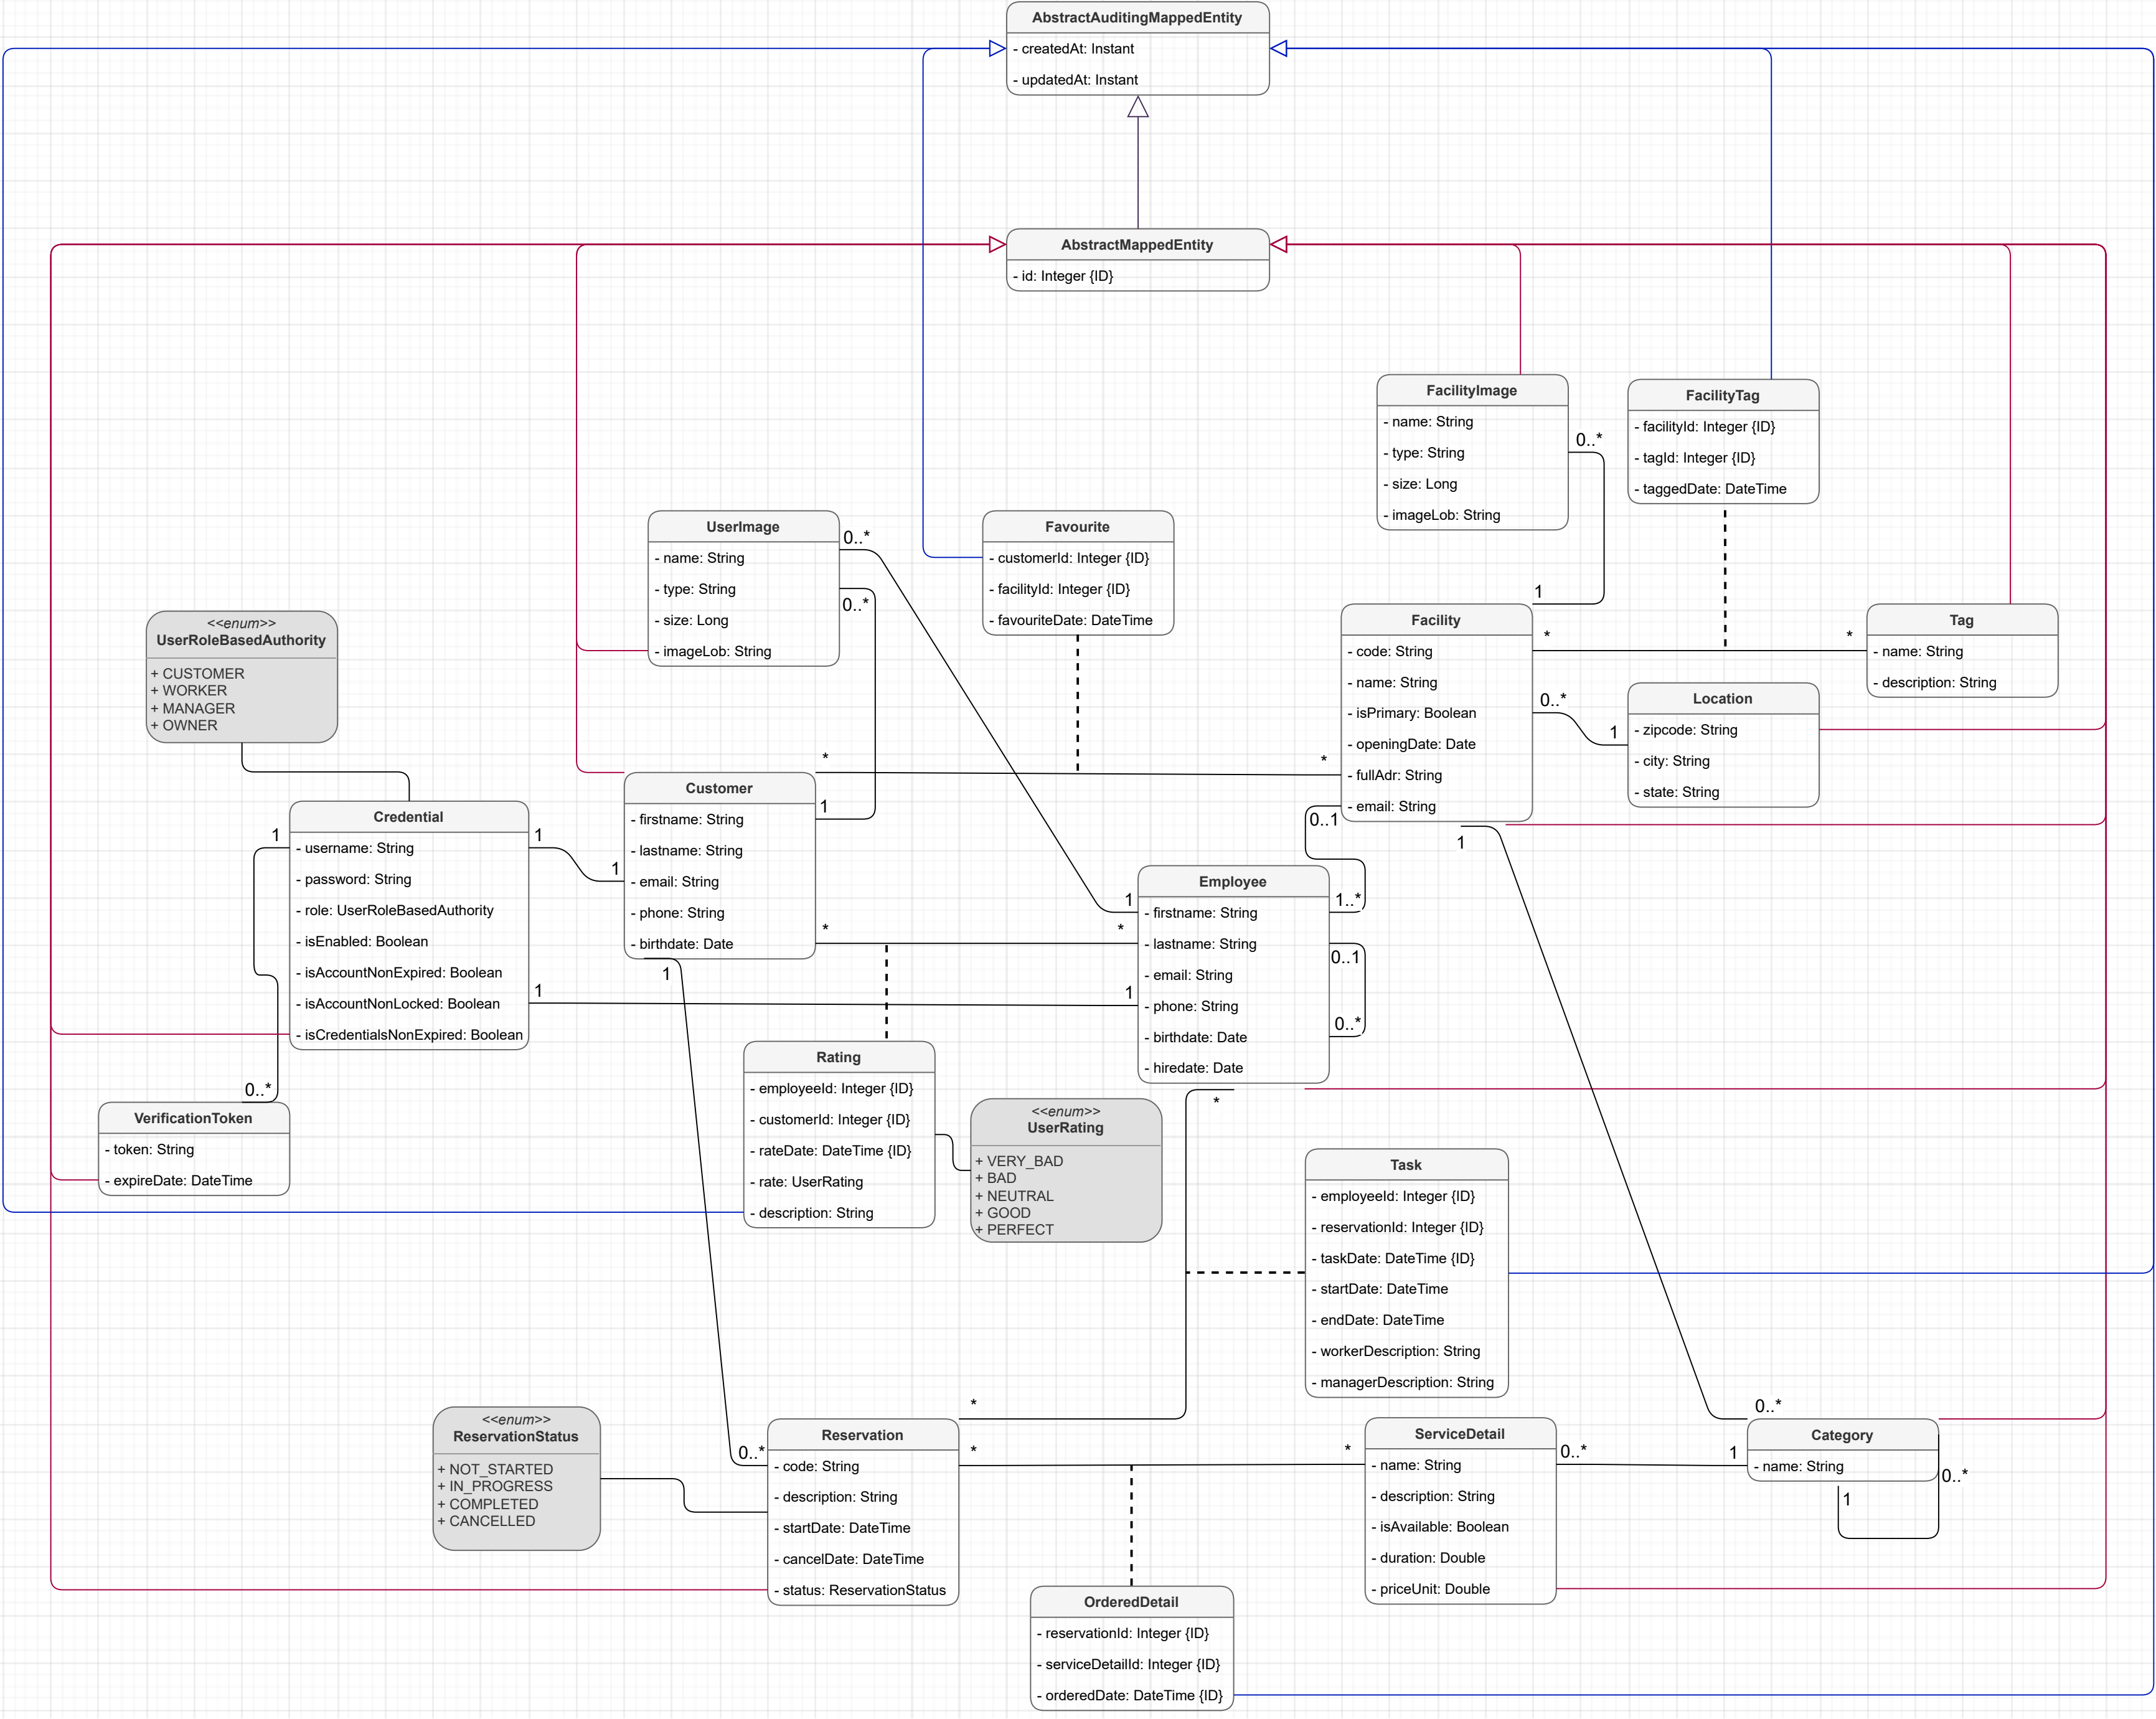 AbstractAuditingMappedEntity
- createdAt: Instant
- updatedAt: Instant
AbstractMappedEntity
- id: Integer {ID}
FacilityImage
- name: String
- type: String
- size: Long
- imageLob: String
0..*
1
FacilityTag
- facilityId: Integer {ID}
- tagId: Integer {ID}
- taggedDate: DateTime
UserImage
- name: String
- type: String
- size: Long
- imageLob: String
0..*
0..*
Favourite
- customerId: Integer {ID}
- facilityId: Integer {ID}
- favouriteDate: DateTime
<<enum>>
UserRoleBasedAuthority
+ CUSTOMER
+ WORKER
+ MANAGER
+ OWNER
Facility
- code: String
- name: String
- isPrimary: Boolean
- openingDate: Date
- fullAdr: String
- email: String
*
*
0..*
1
*
*
0..1
1
Tag
- name: String
- description: String
Location
- zipcode: String
- city: String
- state: String
Credential
- username: String
- password: String
- role: UserRoleBasedAuthority
- isEnabled: Boolean
- isAccountNonExpired: Boolean
- isAccountNonLocked: Boolean
- isCredentialsNonExpired: Boolean
1
1
1
1
Customer
- firstname: String
- lastname: String
- email: String
- phone: String
- birthdate: Date
1
*
*
1
1
1
Employee
- firstname: String
- lastname: String
- email: String
- phone: String
- birthdate: Date
- hiredate: Date
1..*
0..1
0..*
*
0..*
VerificationToken
- token: String
- expireDate: DateTime
Rating
- employeeId: Integer {ID}
- customerId: Integer {ID}
- rateDate: DateTime {ID}
- rate: UserRating
- description: String
<<enum>>
UserRating
+ VERY_BAD
+ BAD
+ NEUTRAL
+ GOOD
+ PERFECT
Task
- employeeId: Integer {ID}
- reservationId: Integer {ID}
- taskDate: DateTime {ID}
- startDate: DateTime
- endDate: DateTime
- workerDescription: String
- managerDescription: String
<<enum>>
ReservationStatus
+ NOT_STARTED
+ IN_PROGRESS
+ COMPLETED
+ CANCELLED
0..*
Reservation
- code: String
- description: String
- startDate: DateTime
- cancelDate: DateTime
- status: ReservationStatus
*
*
*
ServiceDetail
- name: String
- description: String
- isAvailable: Boolean
- duration: Double
- priceUnit: Double
0..*
1
0..*
Category
- name: String
1
0..*
OrderedDetail
- reservationId: Integer {ID}
- serviceDetailId: Integer {ID}
- orderedDate: DateTime {ID}